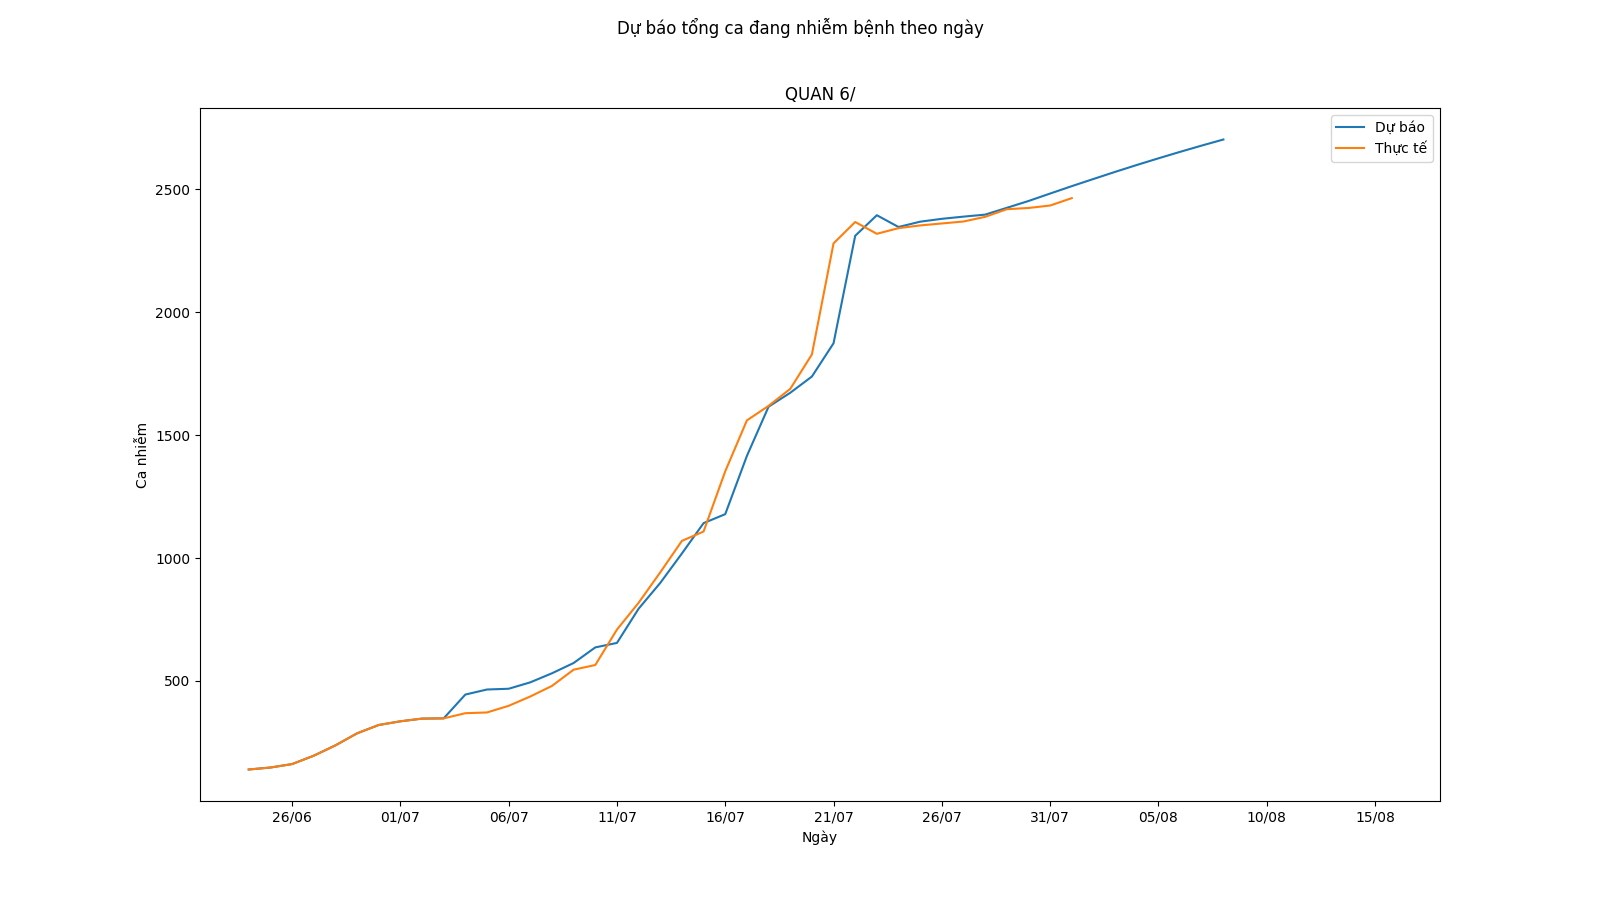 Dự báo tổng ca đang nhiễm bệnh theo ngày
QUAN 6/
Dự báo
Thực tế
2500
2000
1500
1000
500
Ca nhiễm
26/06 01/07 06/07 11/07 16/07 21/07 26/07 31/07 05/08 10/08 15/08
Ngày